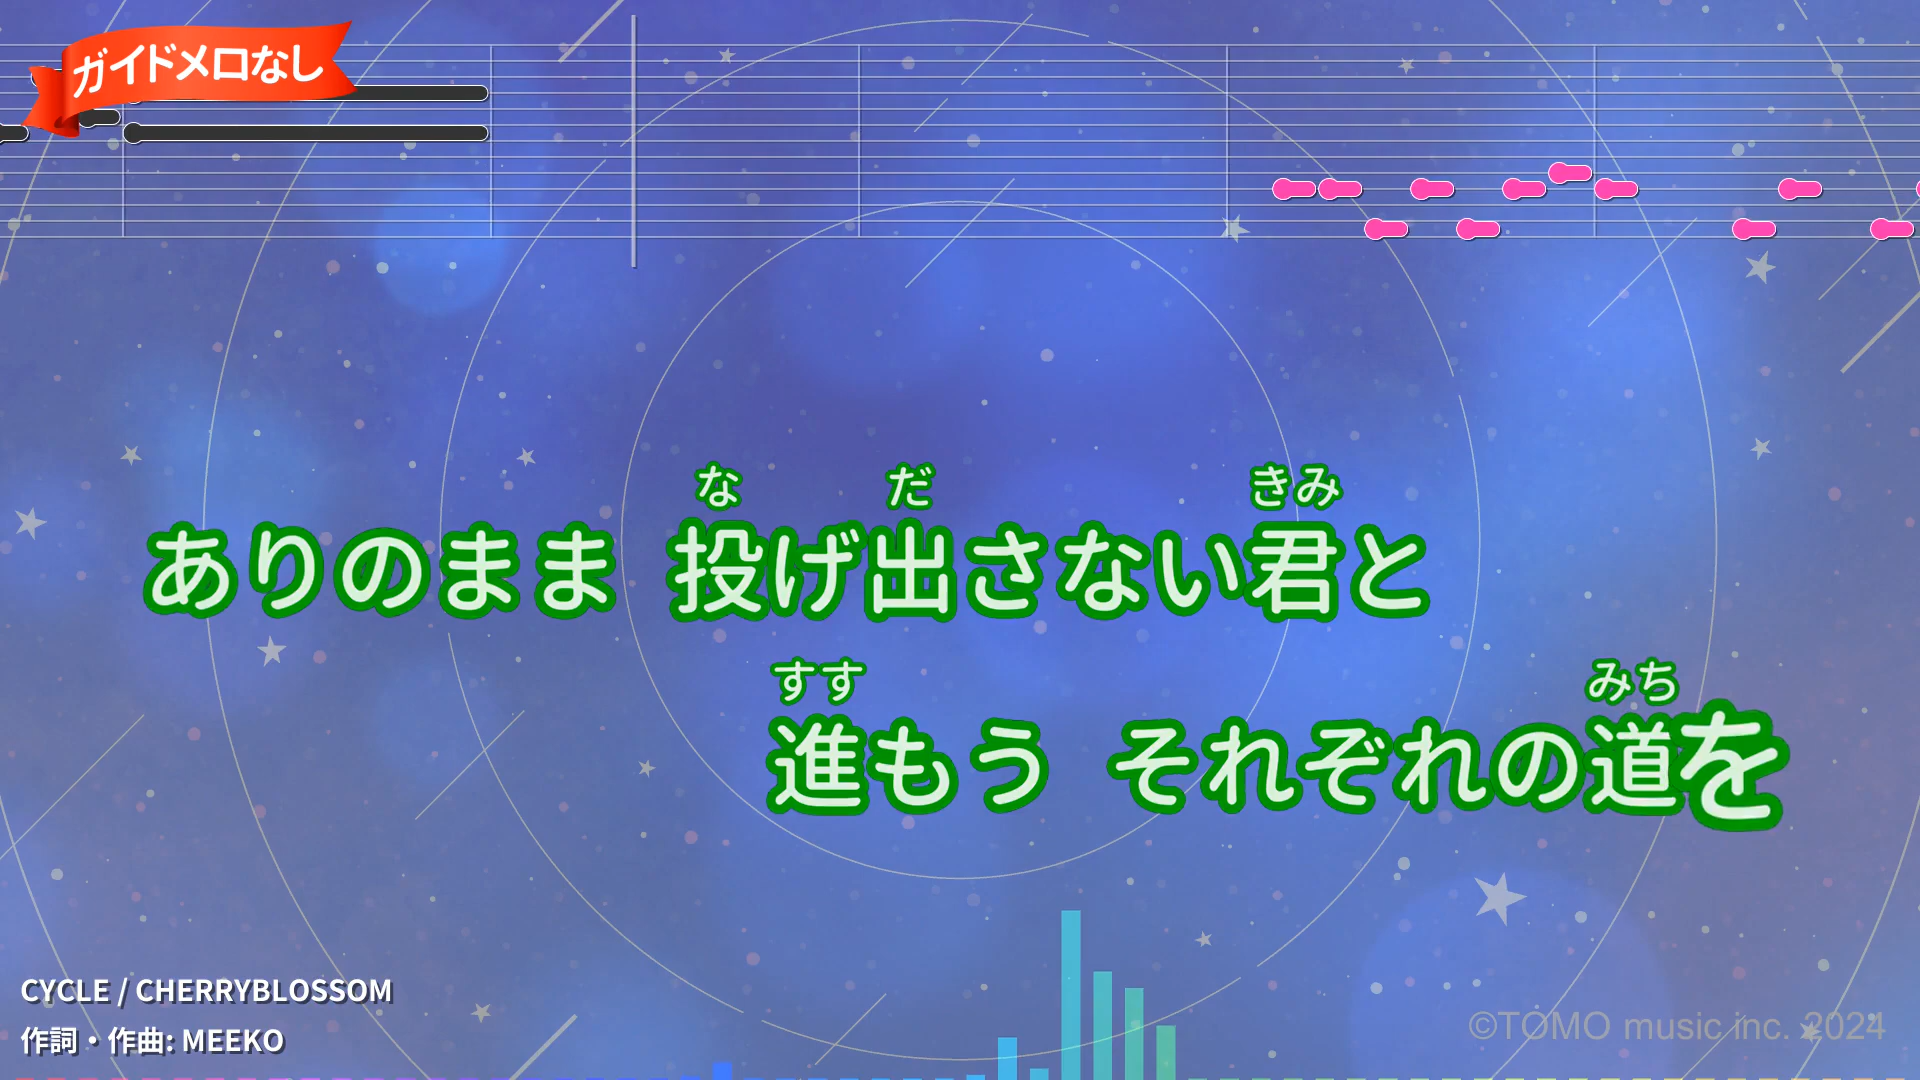 ガイドメロなし
な だ きみ
ありのまま 投げ出さない君と
すす みち
進もう それぞれの道を
CYCLE / CHERRYBLOSSOM
作詞・作曲: MEEKO
©TOMO music inc. 2024